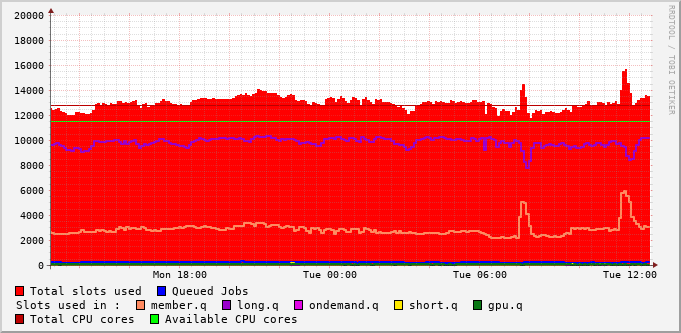 RRDTOOL / TOBI OETIKER
20000
18000
16000
14000
12000
10000
8000
6000
4000
2000
0
Mon 18:00 Tue 00:00 Tue 06:00 Tue 12:00
Total slots used Queued Jobs
Slots used in : member.q long.q ondemand.q short.q gpu.q
Total CPU cores Available CPU cores